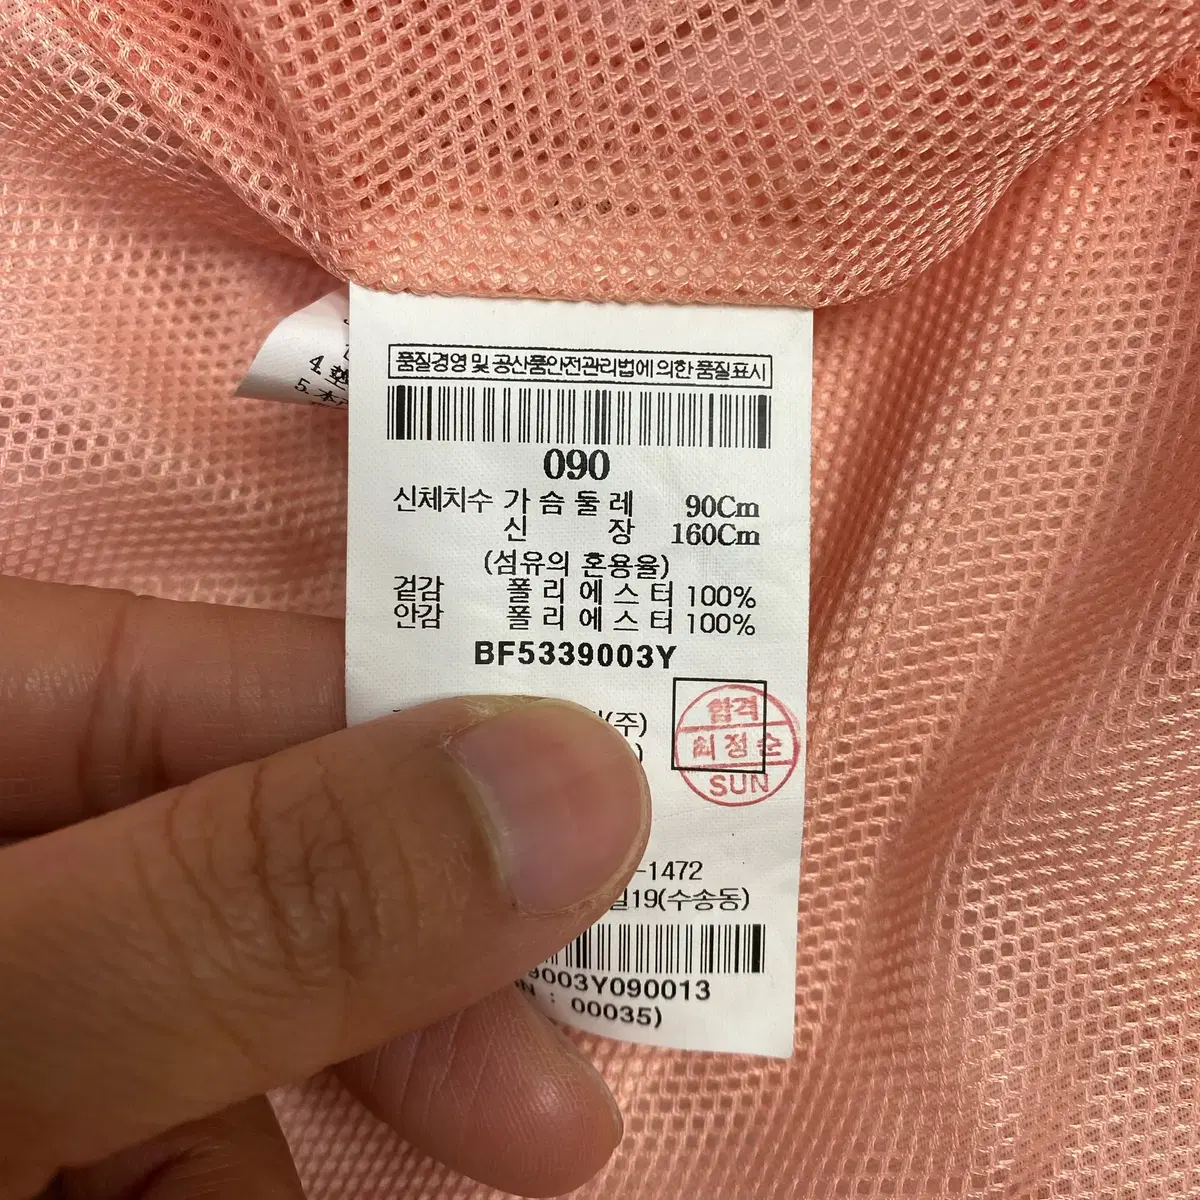 품질경영 및 공산품안전관리법에 의한 품질표시
090
신체치수 가슴둘레 90Cm
신장 160Cm
(섬유의 혼용율)
겉감 폴리에스터 100%
안감 폴리에스터 100%
BF5339003Y
(주)
)
합격
최정순
SUN
-1472
길19(수송동)
9003Y090013
N : 00035)
4.
5. 本